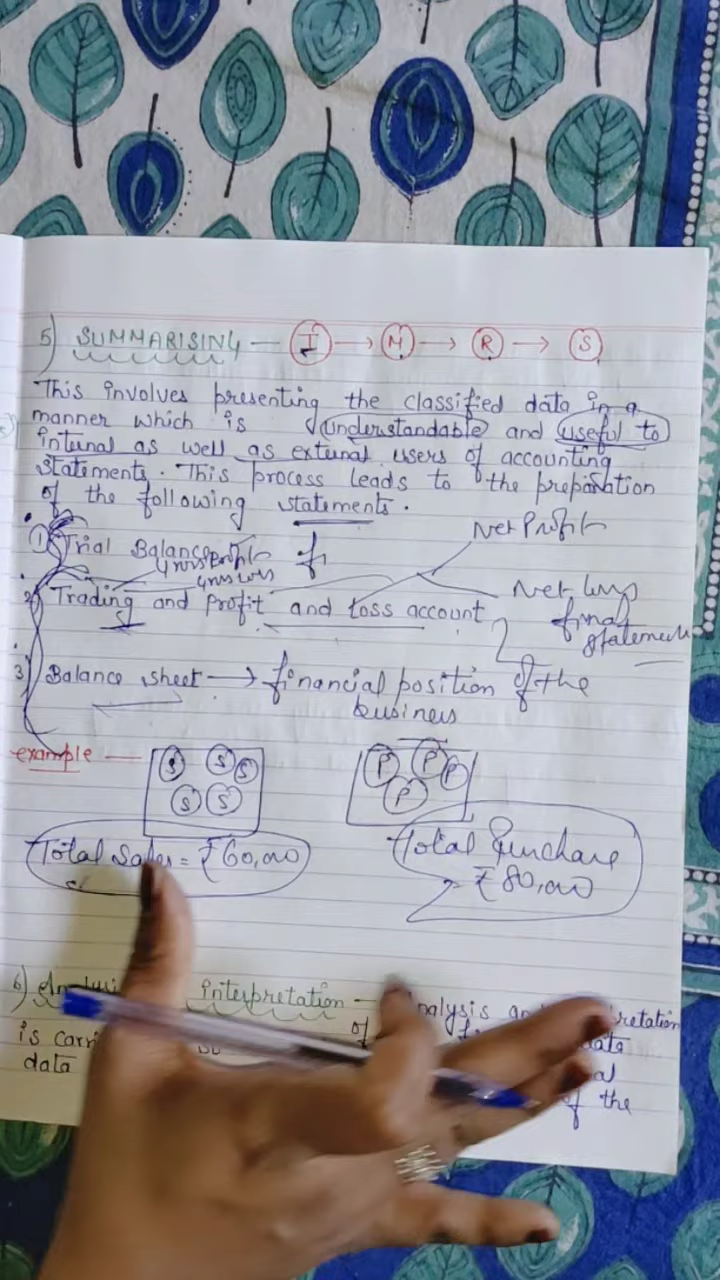 5) SUMMARISING — I → M → R → S
This involves presenting the classified data in a
manner which is understandable and useful to
internal as well as external users of accounting
statements. This process leads to the preparation
of the following statements.
Net Profit
1) Trial Balance
Gross Profit
Gross loss
Net loss
2) Trading and Profit and Loss account
final
statement
3) Balance sheet → financial position of the
business
example —
S S S S S
P P P P
Total Sales = ₹60,000
Total Purchase
₹80,000
6) interpretation —
is
data
of the